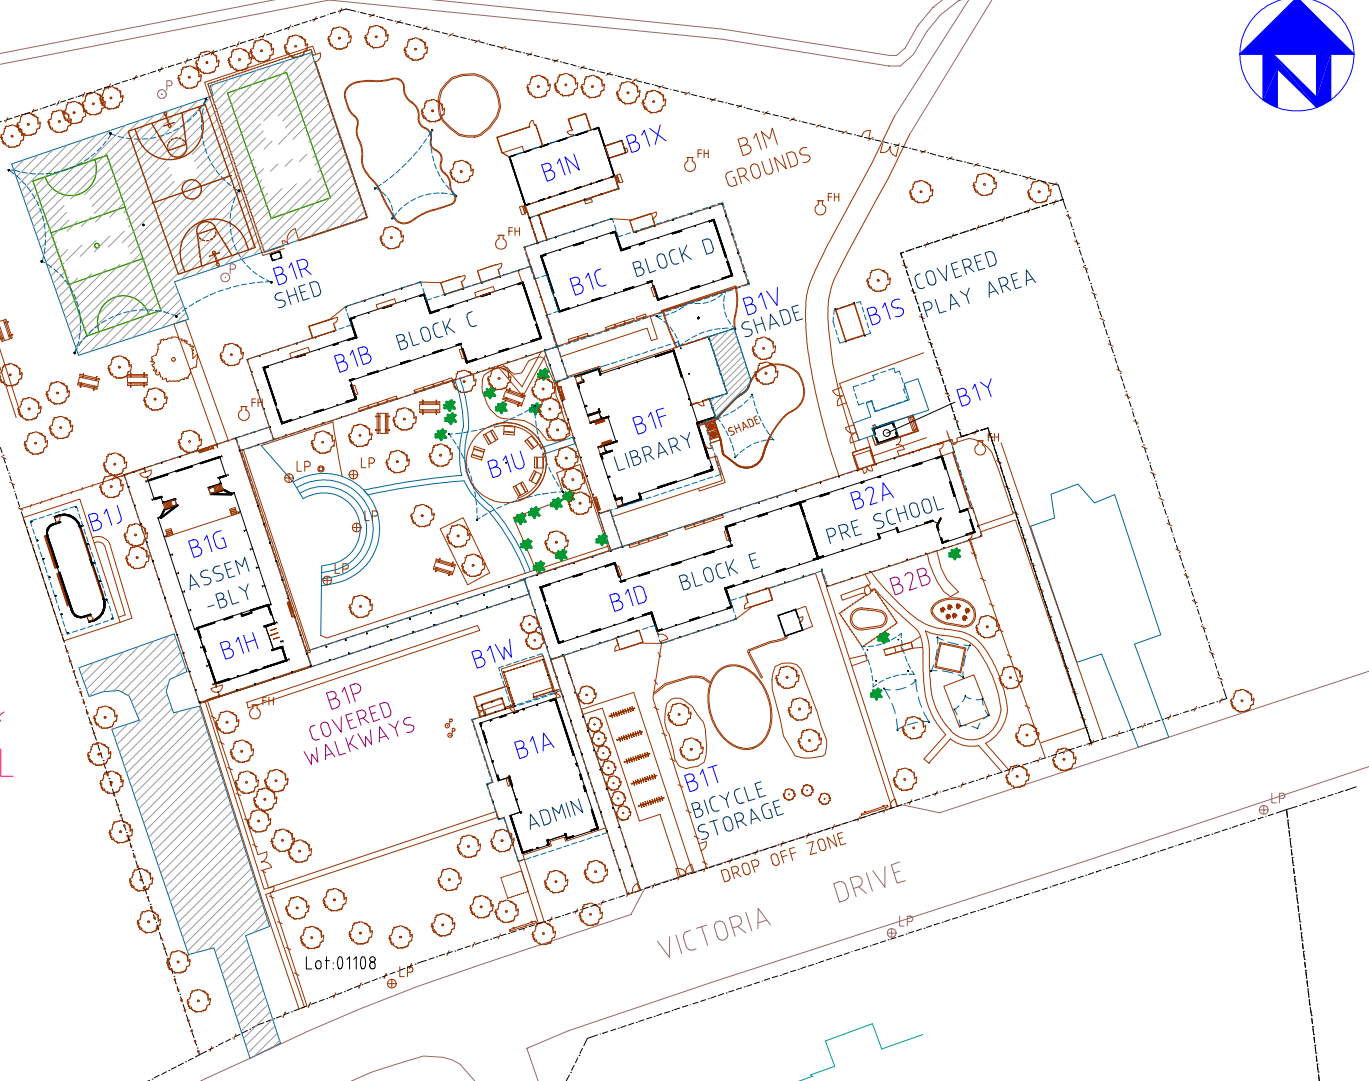 N
P
B1X
B1M
GROUNDS
FH
B1N
FH
FH
P
B1R
SHED
B1C
BLOCK D
COVERED
PLAY AREA
B1V
SHADE
B1S
BLOCK C
B1B
B1Y
FH
B1F
LIBRARY
SHADE
FH
LP
LP
B1U
B1J
LP
B1G
ASSEM
-BLY
B2A
PRE SCHOOL
BLOCK E
B1D
LP
B2B
B1H
B1W
FH
B1P
COVERED
WALKWAYS
B1A
ADMIN
B1T
BICYCLE
STORAGE
DROP OFF ZONE
VICTORIA DRIVE
LP
LP
Lot:01108
LP
L